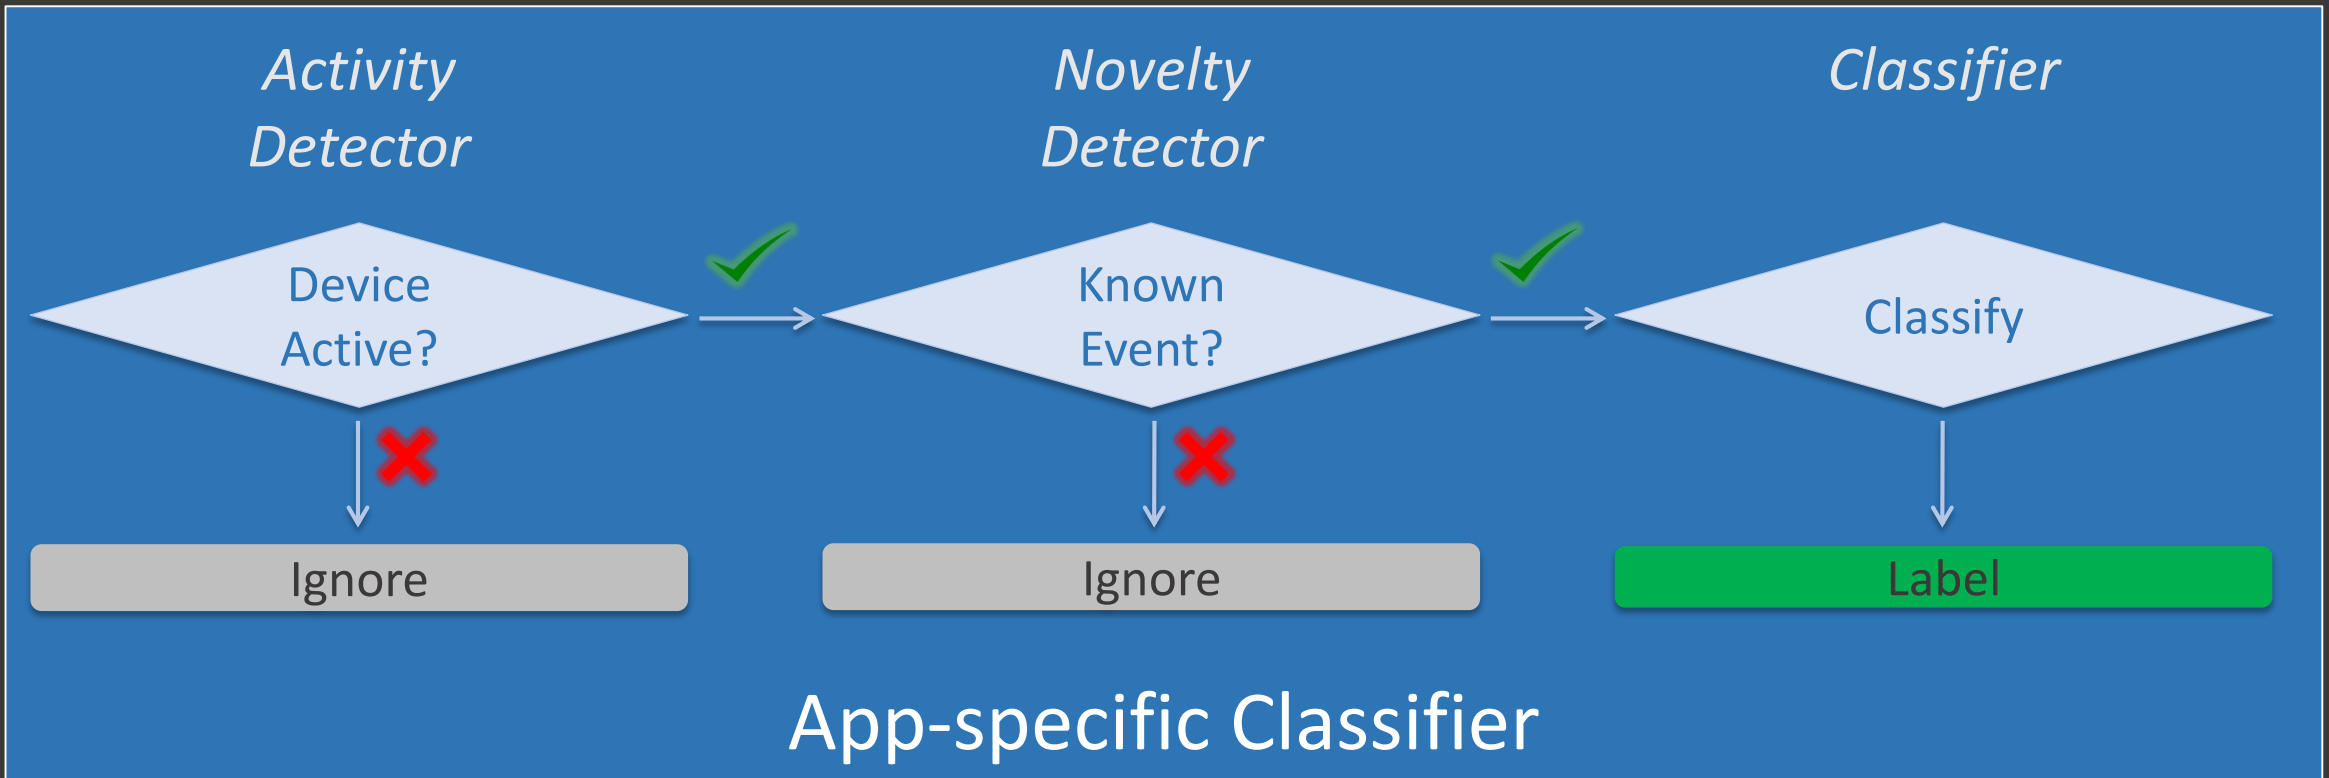 Activity
Detector
Novelty
Detector
Classifier
Device
Active?
Known
Event?
Classify
Ignore
Ignore
Label
App-specific Classifier